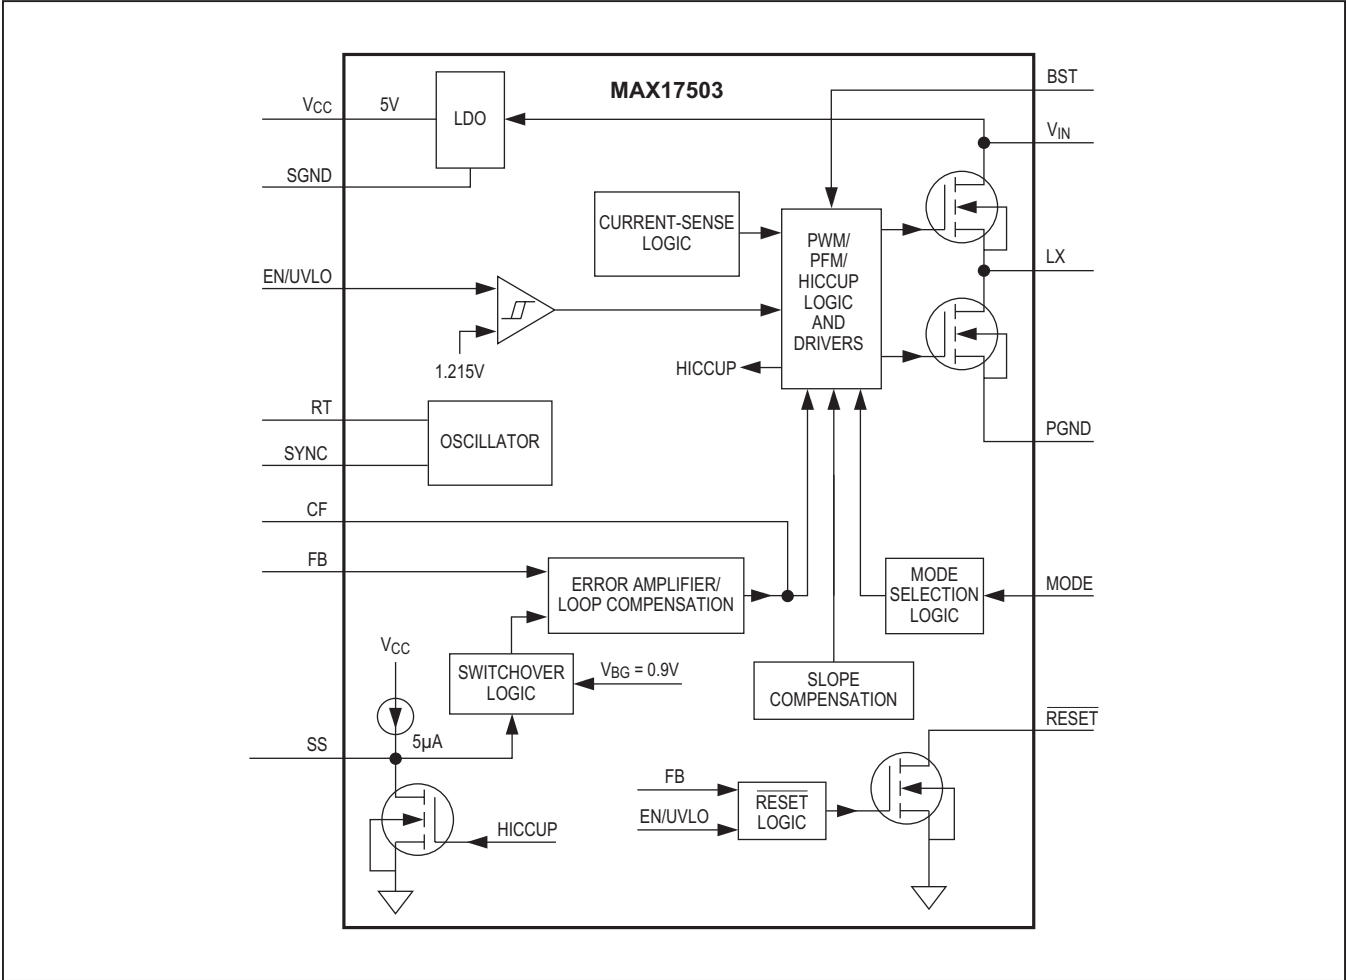 MAX17503
BST
VCC
5V
LDO
VIN
SGND
CURRENT-SENSE
LOGIC
PWM/
PFM/
HICCUP
LOGIC
AND
DRIVERS
LX
EN/UVLO
1.215V
HICCUP
RT
OSCILLATOR
SYNC
PGND
CF
FB
ERROR AMPLIFIER/
LOOP COMPENSATION
MODE
SELECTION
LOGIC
MODE
VCC
SWITCHOVER
LOGIC
VBG = 0.9V
SLOPE
COMPENSATION
RESET
5µA
SS
FB
EN/UVLO
RESET
LOGIC
HICCUP